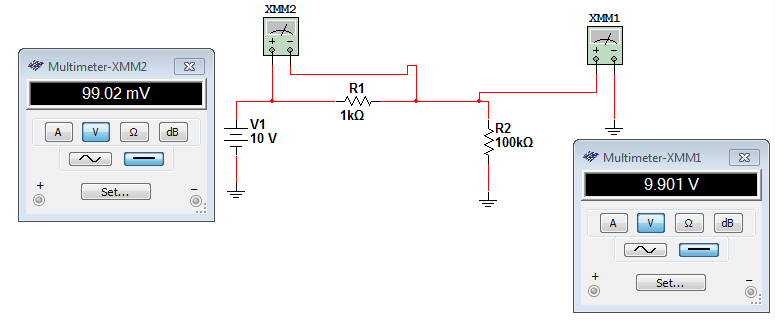 XMM2
XMM1
Multimeter-XMM2
99.02 mV
A
V
Ω
dB
Set...
+
−
+ −
R1
1kΩ
V1
10 V
R2
100kΩ
+ −
Multimeter-XMM1
9.901 V
A
V
Ω
dB
Set...
+
−